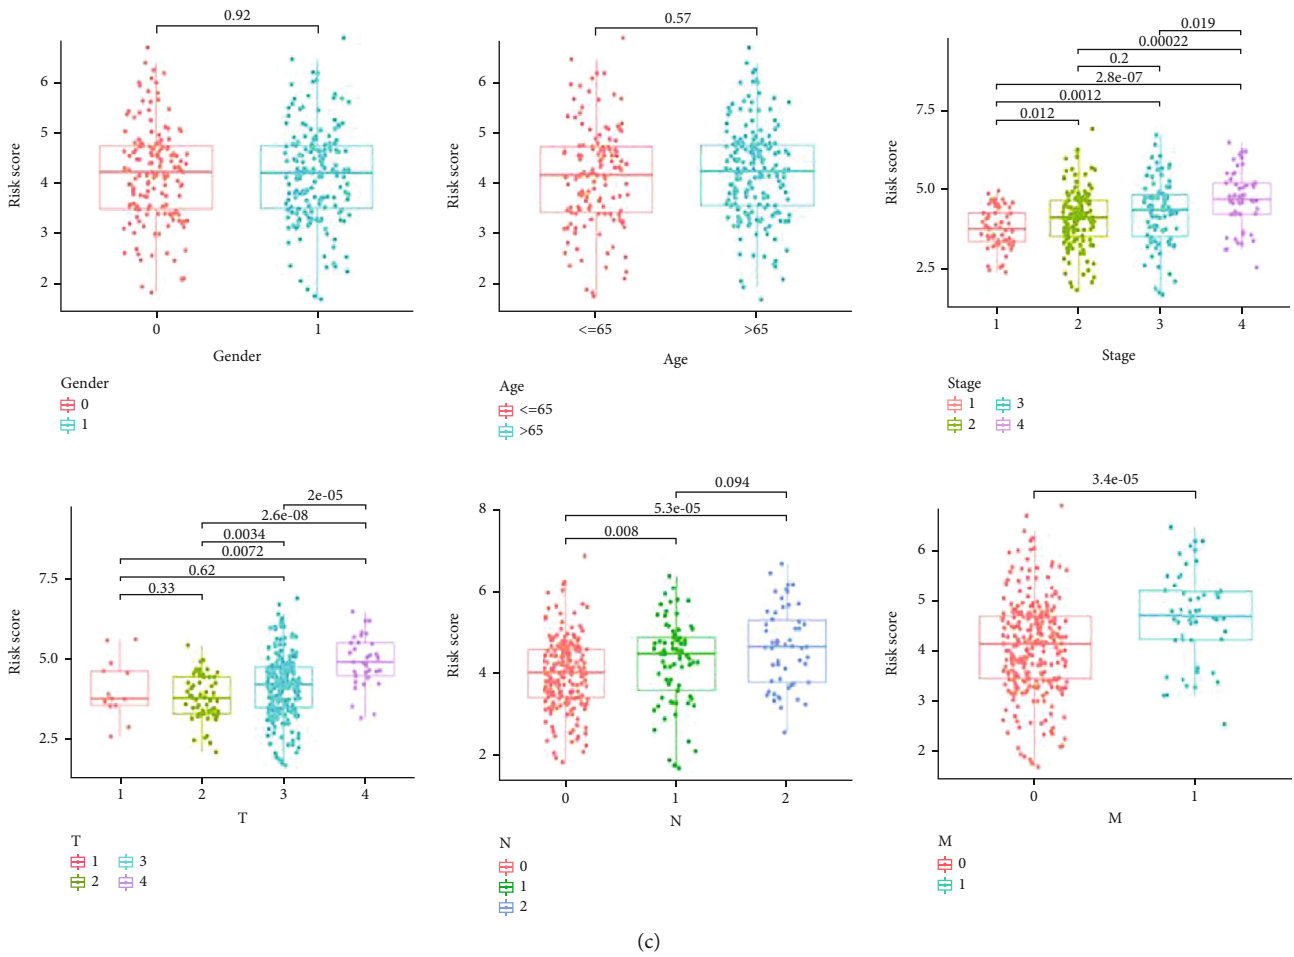 0.92
6
5
4
3
2
Risk score
0
1
Gender
Gender
0
1
0.57
6
5
4
3
2
Risk score
<=65
>65
Age
Age
<=65
>65
0.019
0.00022
0.2
2.8e-07
0.0012
0.012
7.5
5.0
2.5
Risk score
1
2
3
4
Stage
Stage
1 3
2 4
2e-05
2.6e-08
0.0034
0.0072
0.62
0.33
7.5
5.0
2.5
Risk score
1
2
3
4
T
T
1 3
2 4
0.094
5.3e-05
0.008
8
6
4
2
Risk score
0
1
2
N
N
0
1
2
3.4e-05
6
5
4
3
2
Risk score
0
1
M
M
0
1
(c)